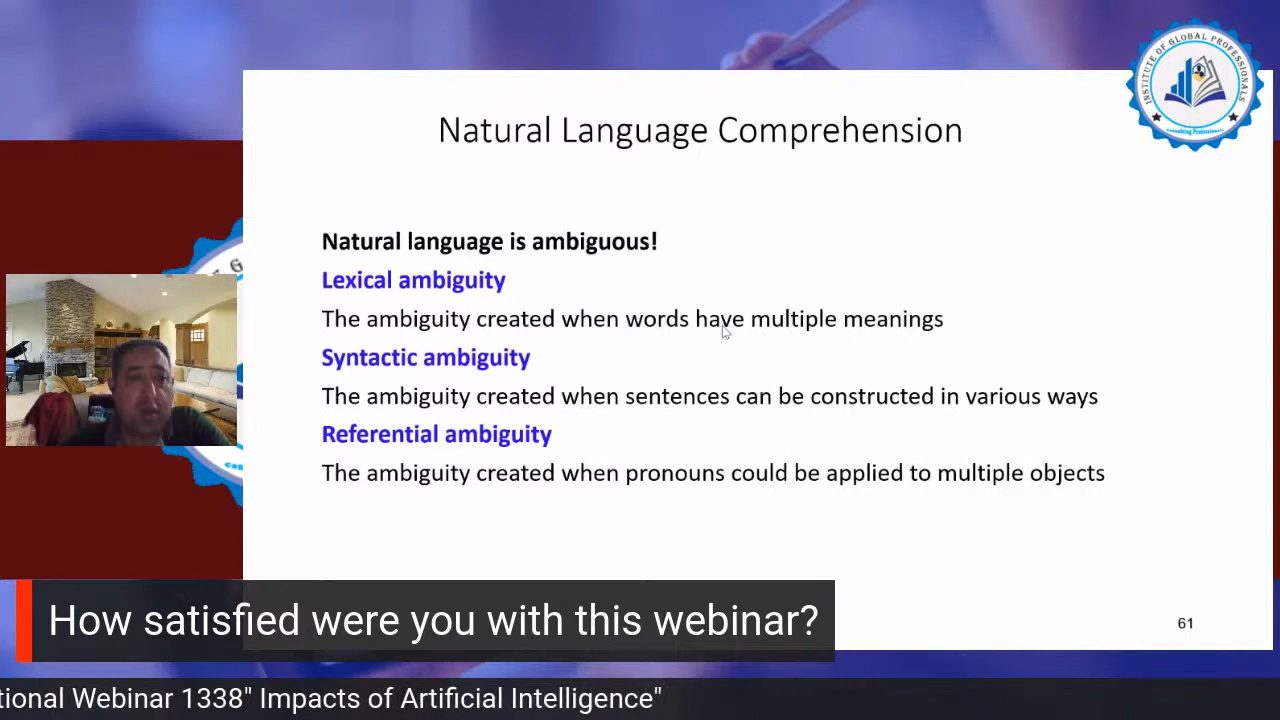 INSTITUTE OF GLOBAL PROFESSIONALS
Consulting Professionals
Natural Language Comprehension
Natural language is ambiguous!
Lexical ambiguity
The ambiguity created when words have multiple meanings
Syntactic ambiguity
The ambiguity created when sentences can be constructed in various ways
Referential ambiguity
The ambiguity created when pronouns could be applied to multiple objects
How satisfied were you with this webinar?
61
tional Webinar 1338" Impacts of Artificial Intelligence"